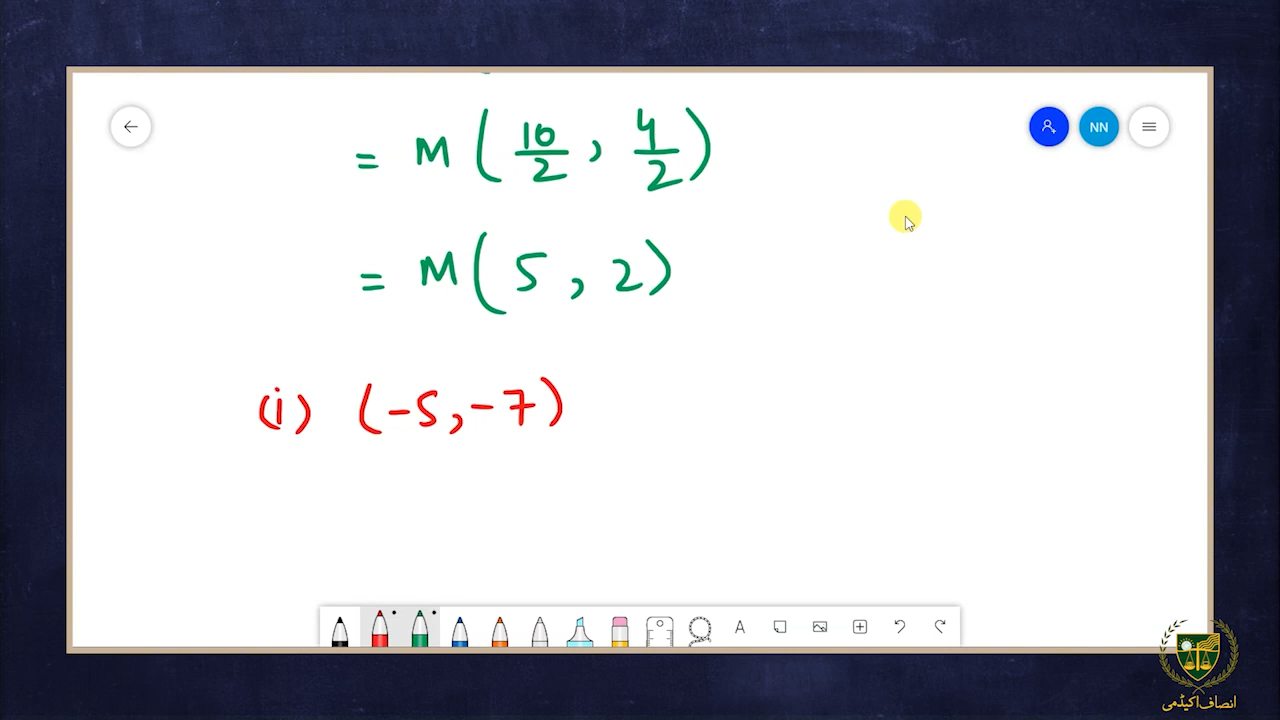 = M ( 10/2 , 4/2 )
NN
= M ( 5 , 2 )
(i) (-5, -7)
A
انصاف اکیڈمی